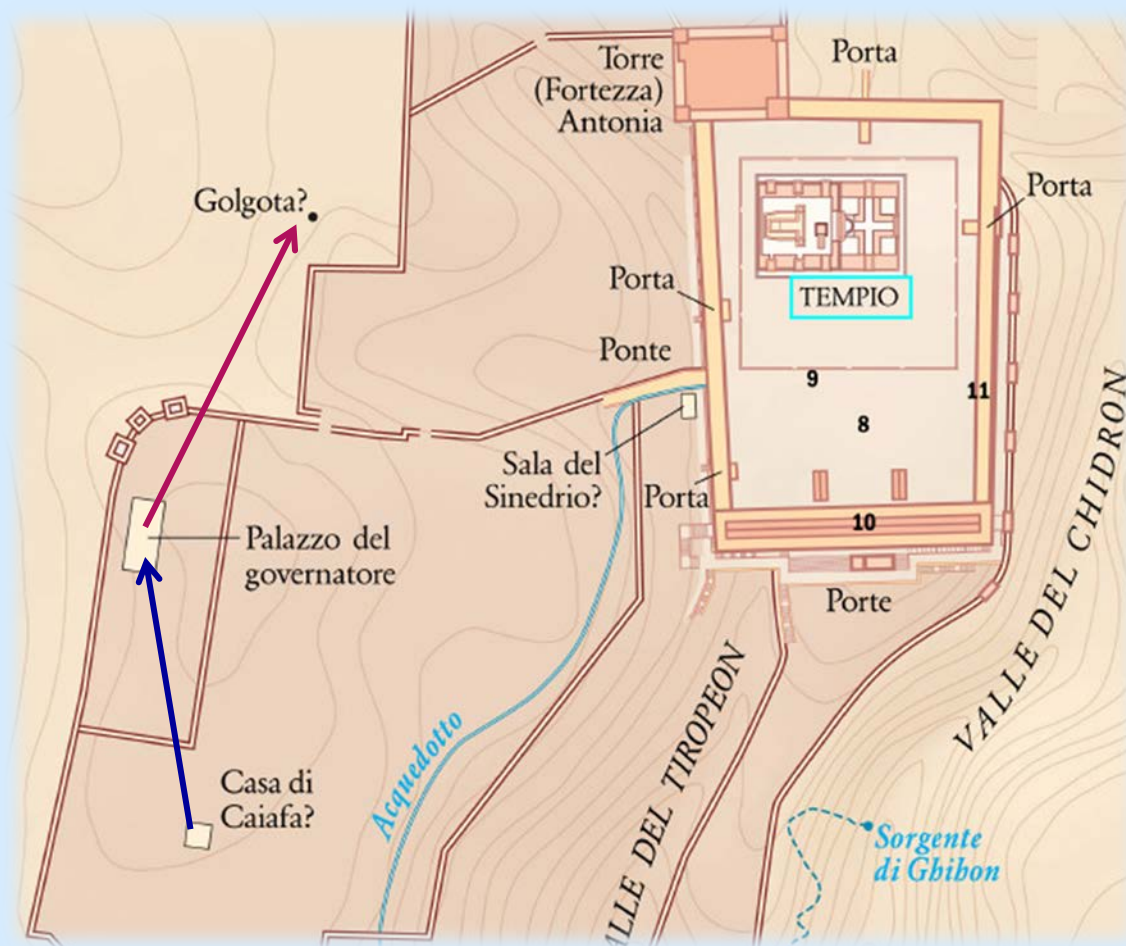 Torre
(Fortezza)
Antonia
Porta
Golgota?
Porta
Porta
TEMPIO
Ponte
9
11
8
Sala del
Sinedrio?
Porta
10
Palazzo del
governatore
Porte
VALLE DEL CHIDRON
ALLE DEL TIROPEON
Acquedotto
Casa di
Caiafa?
Sorgente
di Ghihon